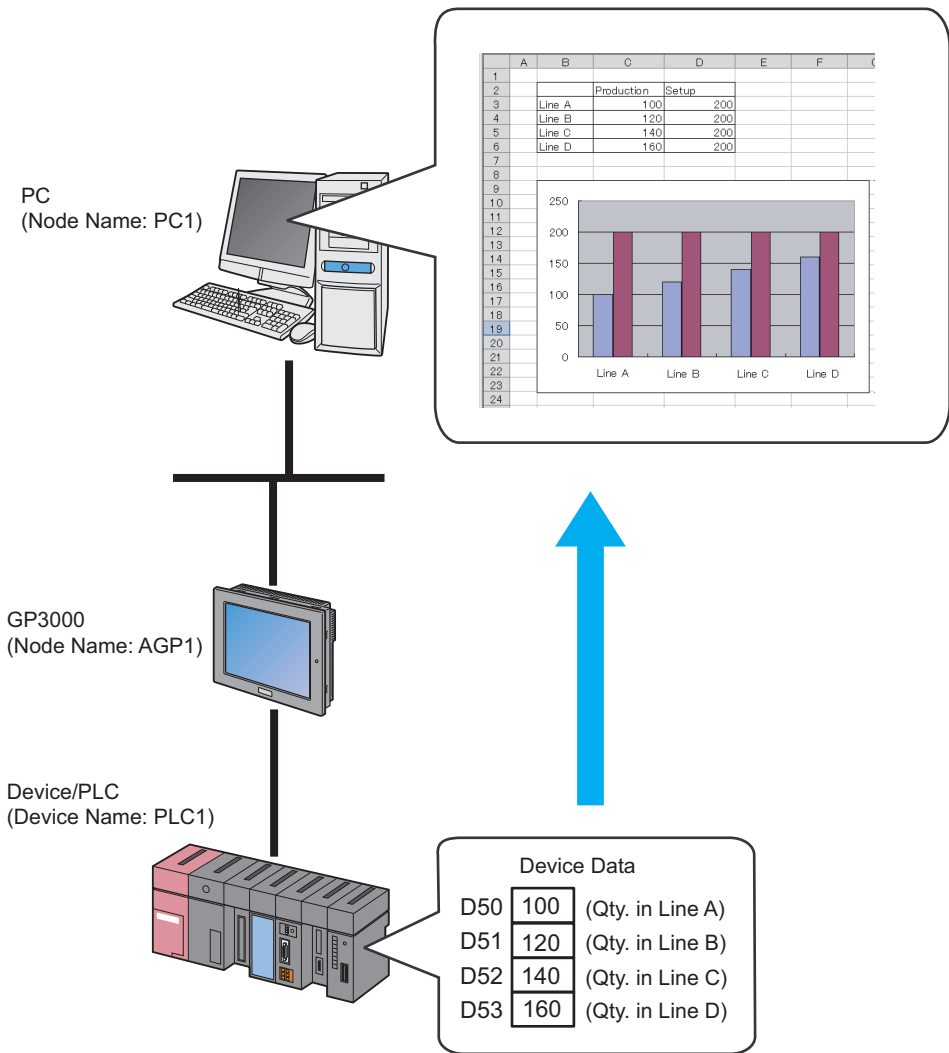 A B C D E F
1
2 Production Setup
3 Line A 100 200
4 Line B 120 200
5 Line C 140 200
6 Line D 160 200
7
8
9
10
11
12
13
14
15
16
17
18
19
20
21
22
23
24
250
200
150
100
50
0
Line A Line B Line C Line D
PC
(Node Name: PC1)
GP3000
(Node Name: AGP1)
Device/PLC
(Device Name: PLC1)
Device Data
D50 100 (Qty. in Line A)
D51 120 (Qty. in Line B)
D52 140 (Qty. in Line C)
D53 160 (Qty. in Line D)